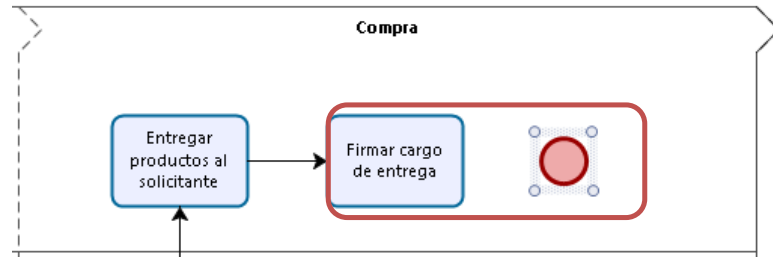 Compra
Entregar
productos al
solicitante
Firmar cargo
de entrega